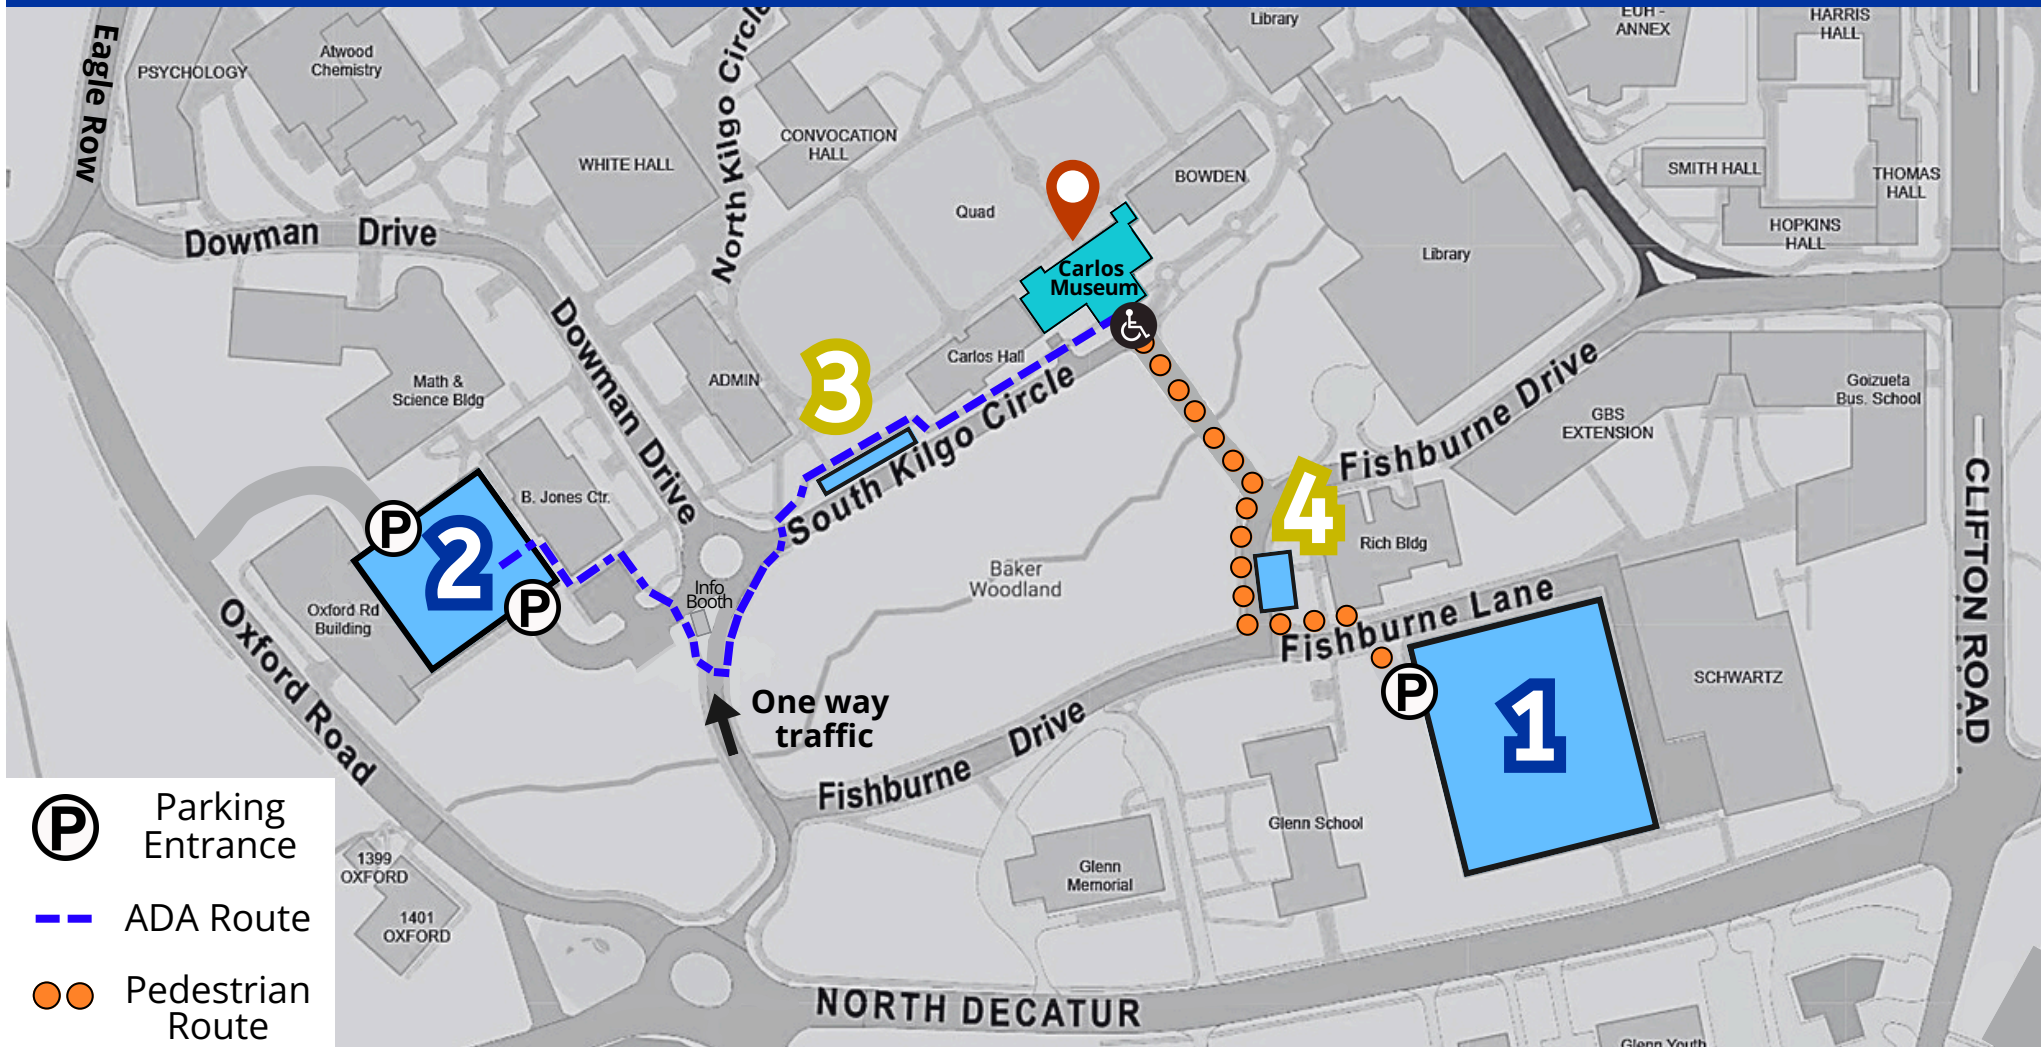 Eagle Row
PSYCHOLOGY
Atwood
Chemistry
North Kilgo Circle
Library
EUH -
ANNEX
HARRIS
HALL
WHITE HALL
CONVOCATION
HALL
BOWDEN
SMITH HALL
THOMAS
HALL
HOPKINS
HALL
Dowman Drive
Quad
Carlos
Museum
Library
Dowman Drive
Math &
Science Bldg
ADMIN
3
Carlos Hall
South Kilgo Circle
Fishburne Drive
GBS
EXTENSION
Goizueta
Bus. School
CLIFTON ROAD
P
2
P
B. Jones Ctr.
Info
Booth
Baker
Woodland
4
Rich Bldg
Fishburne Lane
Oxford Rd
Building
Oxford Road
P
1
SCHWARTZ
One way
traffic
Fishburne Drive
Glenn School
Glenn
Memorial
1399
OXFORD
1401
OXFORD
NORTH DECATUR
Glenn Youth
P
Parking
Entrance
ADA Route
Pedestrian
Route